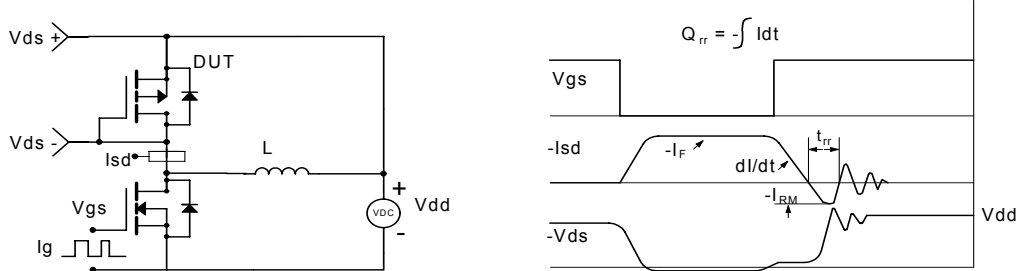 Vds +
DUT
Vds -
Isd
L
Vgs
Ig
VDC
+
-
Vdd
Q rr = -∫ Idt
Vgs
-Isd
-I F
dI/dt
t rr
-I RM
-Vds
Vdd